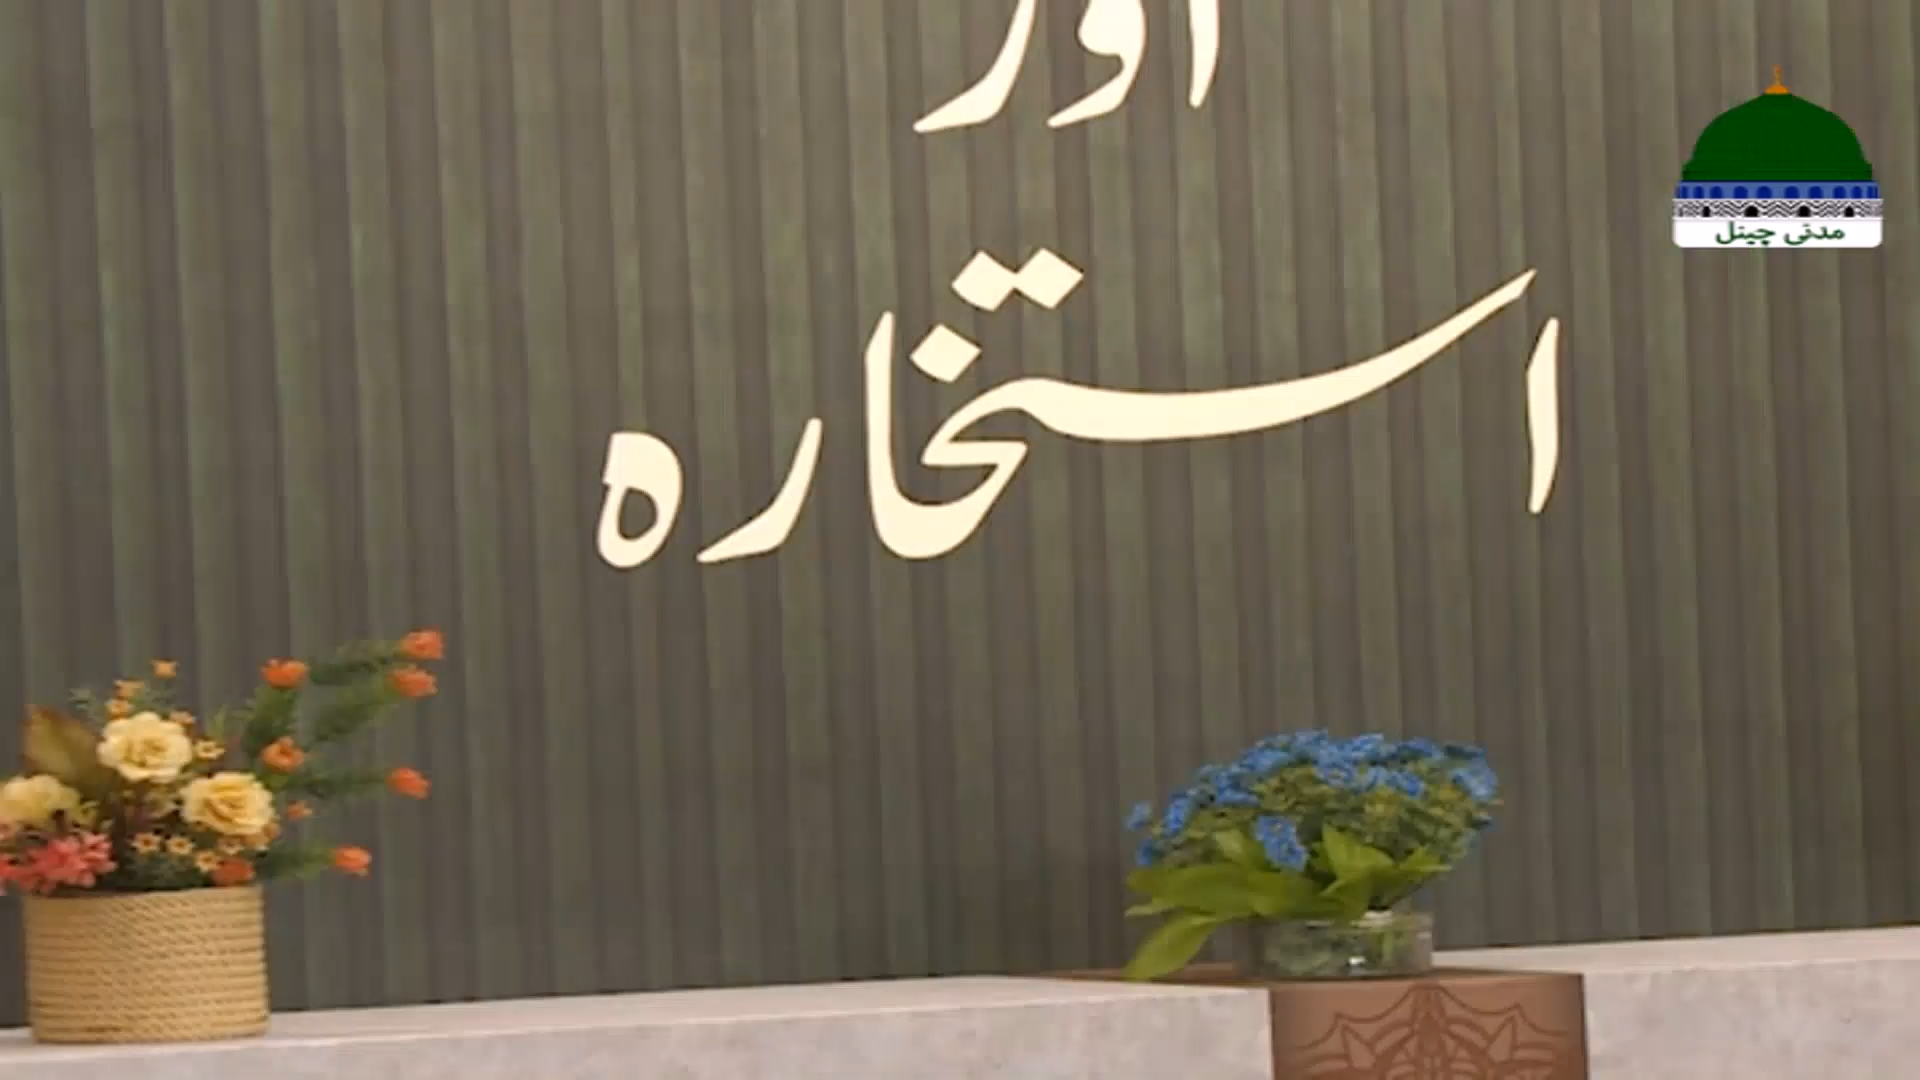 اور
استخارہ
مدنی چینل